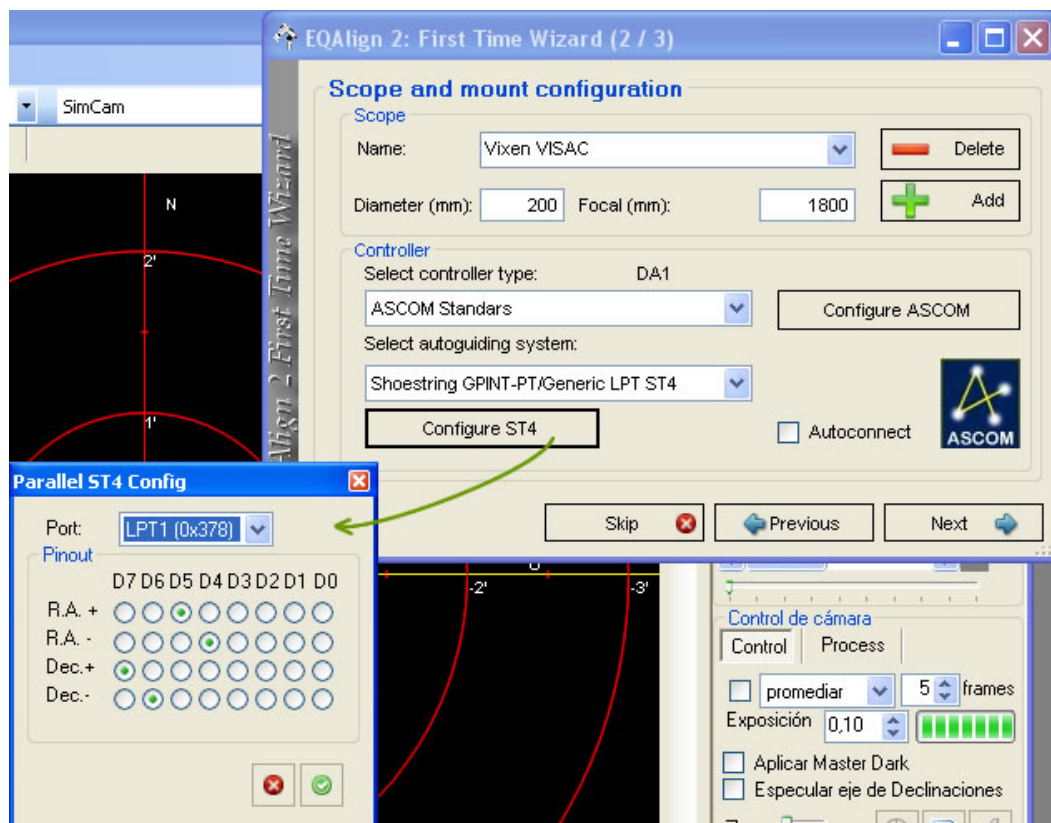 EQAlign 2: First Time Wizard (2 / 3)
SimCam
Align 2 First Time Wizard
Scope and mount configuration
Scope
Name: Vixen VISAC Delete
Diameter (mm): 200 Focal (mm): 1800 Add
Controller
Select controller type: DA1
ASCOM Standars Configure ASCOM
Select autoguiding system:
Shoestring GPINT-PT/Generic LPT ST4
Configure ST4
Autoconnect
ASCOM
Skip Previous Next
N
2'
1'
Parallel ST4 Config
Port: LPT1 (0x378)
Pinout
D7 D6 D5 D4 D3 D2 D1 D0
R.A. +
R.A. -
Dec.+
Dec.-
-2' -3'
Control de cámara
Control Process
promediar 5 frames
Exposición 0,10
Aplicar Master Dark
Especular eje de Declinaciones